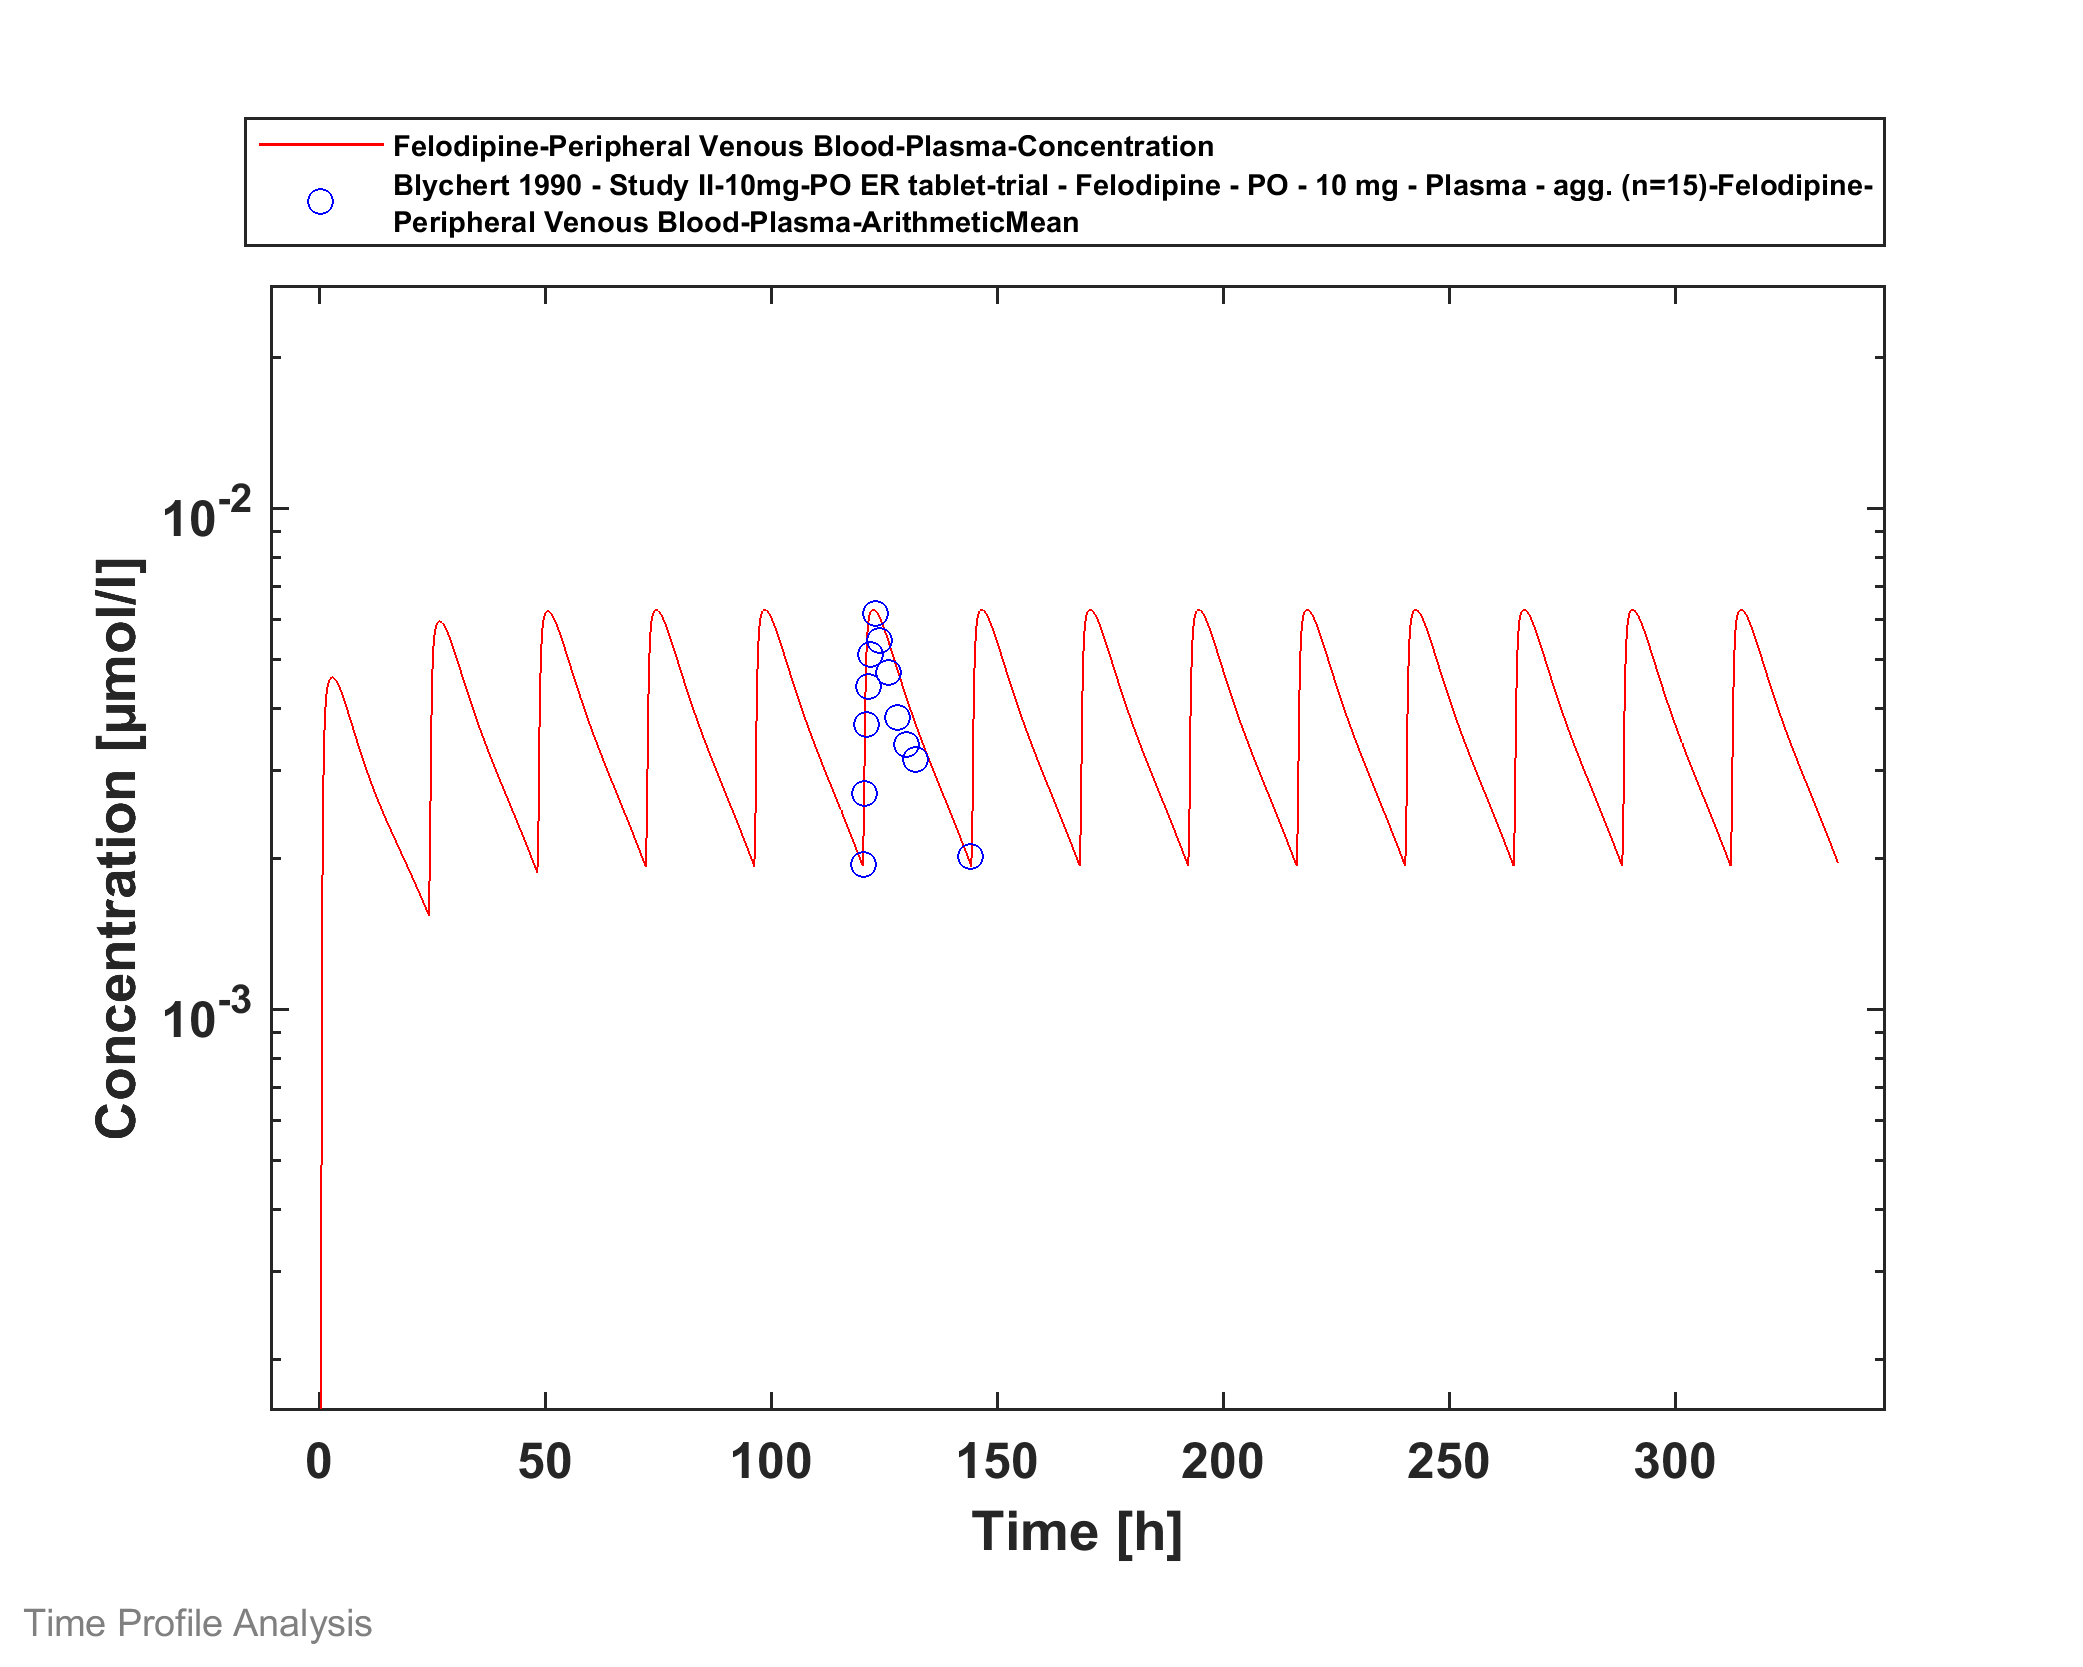 Felodipine-Peripheral Venous Blood-Plasma-Concentration
Blychert 1990 - Study II-10mg-PO ER tablet-trial - Felodipine - PO - 10 mg - Plasma - agg. (n=15)-Felodipine-
Peripheral Venous Blood-Plasma-ArithmeticMean
Concentration [µmol/l]
10-2
10-3
0 50 100 150 200 250 300
Time [h]
Time Profile Analysis